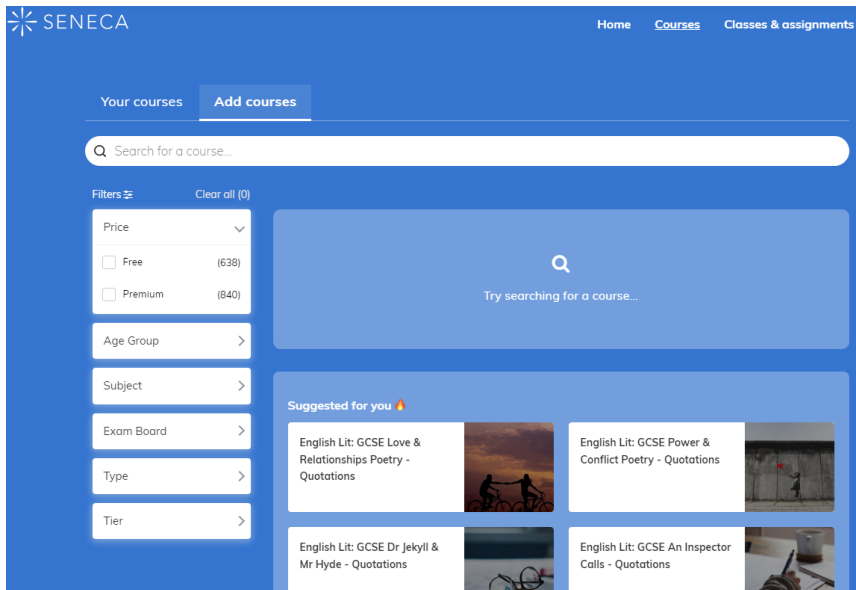 SENECA
Home Courses Classes & assignments
Your courses Add courses
Search for a course...
Filters Clear all (0)
Price
Free (638)
Premium (840)
Age Group
Subject
Exam Board
Type
Tier
Try searching for a course...
Suggested for you 🔥
English Lit: GCSE Love &
Relationships Poetry -
Quotations
English Lit: GCSE Power &
Conflict Poetry - Quotations
English Lit: GCSE Dr Jekyll &
Mr Hyde - Quotations
English Lit: GCSE An Inspector
Calls - Quotations